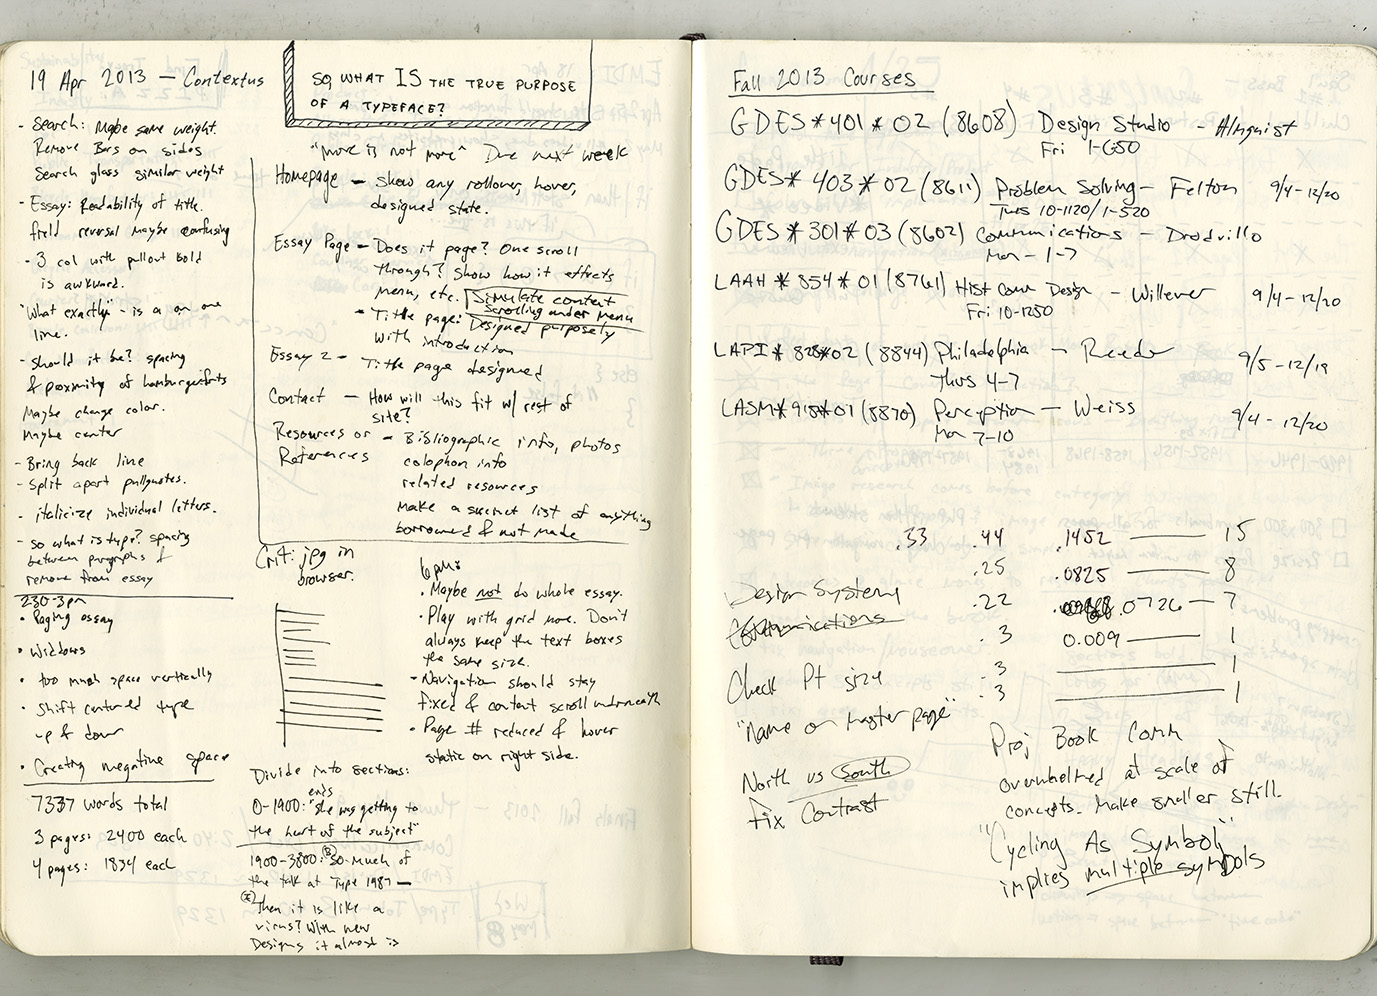 19 Apr 2013 — Contextus
- Search: Maybe same weight.
Remove Bars on sides
Search glass similar weight
- Essay: Readability of title.
field reversal maybe confusing
- 3 col with pullout bold
is awkward.
"What exactly" - is a on one
line.
- Should it be? spacing
& proximity of hamburgefonts
Maybe change color.
Maybe center
- Bring back line
- Split apart pullquotes.
- italicize individual letters.
- so what is type? spacing
between paragraphs &
remove from essay
230-3pm
• Paging essay
• Widows
• too much space vertically
• Shift centered type
up & down
• Creating negative space
7337 words total
3 pages: 2400 each
4 pages: 1834 each
SO, WHAT IS THE TRUE PURPOSE
OF A TYPEFACE?
"more is not more" Due next week
Homepage — Show any rollover, hover,
designed state.
Essay Page — Does it page? One scroll
through? Show how it effects
menu, etc. Simulate content
scrolling under menu
- Title page: Designed purposely
with introduction
Essay 2 — Title page designed
Contact — How will this fit w/ rest of
site?
Resources or - Bibliographic info, photos
References colophon info
related resources
make a succinct list of anything
borrowed & not made
Crit: jpg in
browser.
6pm:
• Maybe not do whole essay.
• Play with grid more. Don't
always keep the text boxes
the same size.
- Navigation should stay
fixed & content scroll underneath
• Page # reduced & hover
static on right side.
Divide into sections:
ends
0-1900: "she was getting to
the heart of the subject"
1900-3800: So much of
the talk at Type 1987 —
then it is like a
virus? With new
Designs it almost is
Fall 2013 Courses
GDES*401*02 (8608) Design Studio - Almquist
Fri 1-650
GDES*403*02 (8611) Problem Solving — Felton 9/4-12/20
Thurs 10-1120/1-520
GDES*301*03 (8602) Communications —
Mon - 1-7
LAAH*854*01 (8761) Hist Comm Design - Willever 9/4-12/20
Fri 10-1250
LAPI*828*02 (8844) Philadelphia — Reeder 9/5-12/19
Thurs 4-7
LASM*918*01 (8870) Perception — Weiss 9/4-12/20
Mon 7-10
.33 .44 .1452 — 15
.25 .0825 — 8
.22 .0726 — 7
.3 0.009 — 1
.3 — 1
.3 — 1
Design Systems
Communications
Check Pt size
"Name on Master page"
North vs South
fix Contrast
Proj Book Comm
overwhelmed at scale of
concepts. Make smaller still.
"Cycling As Symbol"
implies multiple symbols